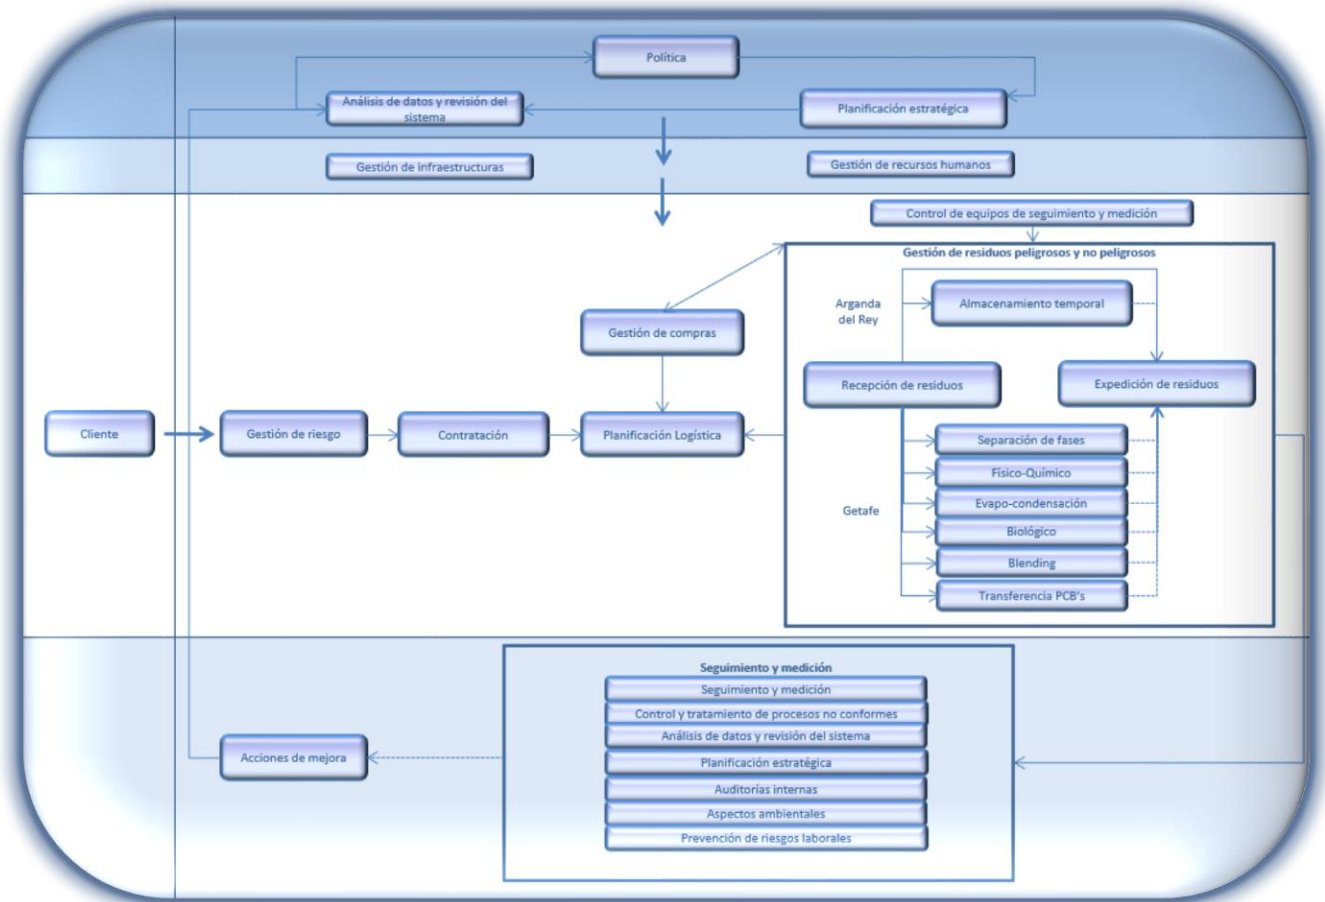 Política
Análisis de datos y revisión del
sistema
Planificación estratégica
Gestión de infraestructuras
Gestión de recursos humanos
Control de equipos de seguimiento y medición
Gestión de residuos peligrosos y no peligrosos
Arganda
del Rey
Almacenamiento temporal
Gestión de compras
Recepción de residuos
Expedición de residuos
Cliente
Gestión de riesgo
Contratación
Planificación Logística
Separación de fases
Físico-Químico
Evapo-condensación
Getafe
Biológico
Blending
Transferencia PCB's
Seguimiento y medición
Seguimiento y medición
Control y tratamiento de procesos no conformes
Análisis de datos y revisión del sistema
Acciones de mejora
Planificación estratégica
Auditorías internas
Aspectos ambientales
Prevención de riesgos laborales